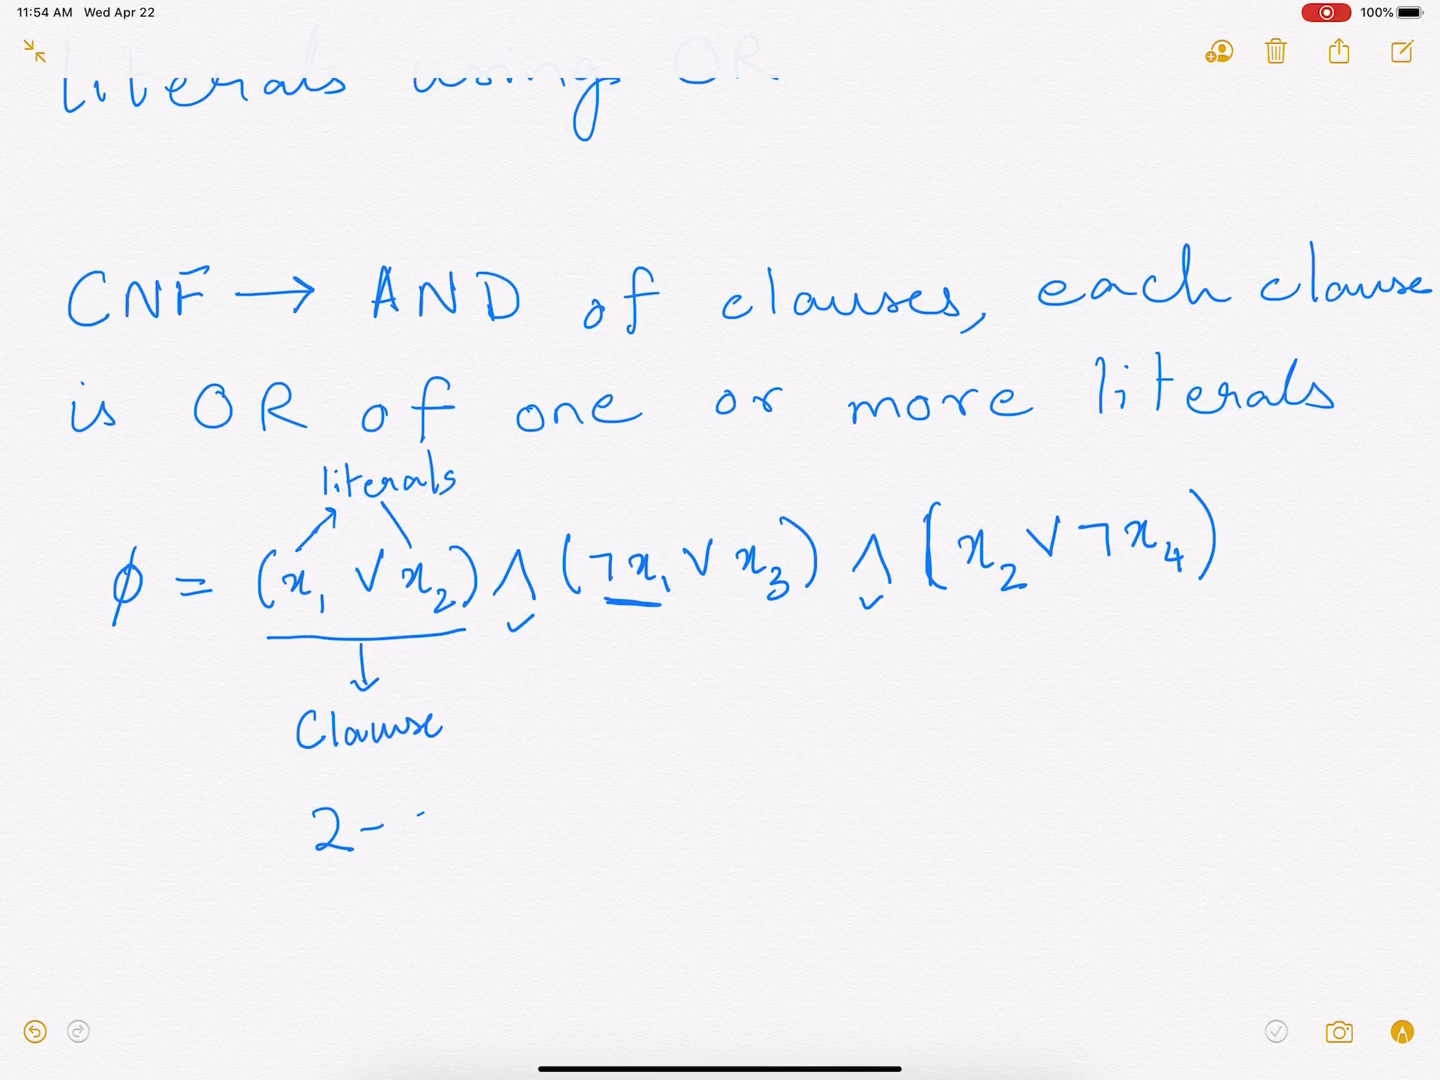 11:54 AM Wed Apr 22
100%
literals using OR.
CNF → AND of clauses, each clause
is OR of one or more literals
literals
ϕ = (x₁ ∨ x₂) ∧ (¬x₁ ∨ x₃) ∧ (x₂ ∨ ¬x₄)
Clause
2-